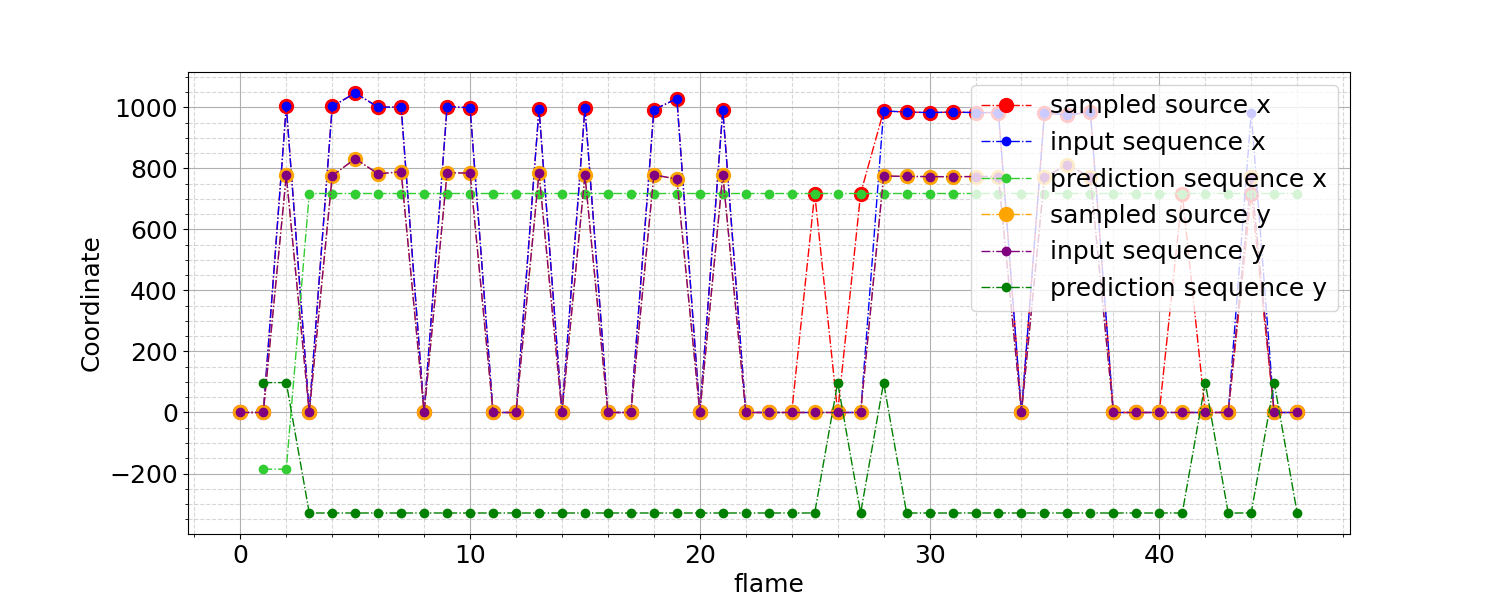 1000
800
600
400
200
0
−200
Coordinate
sampled source x
input sequence x
prediction sequence x
sampled source y
input sequence y
prediction sequence y
0 10 20 30 40
flame